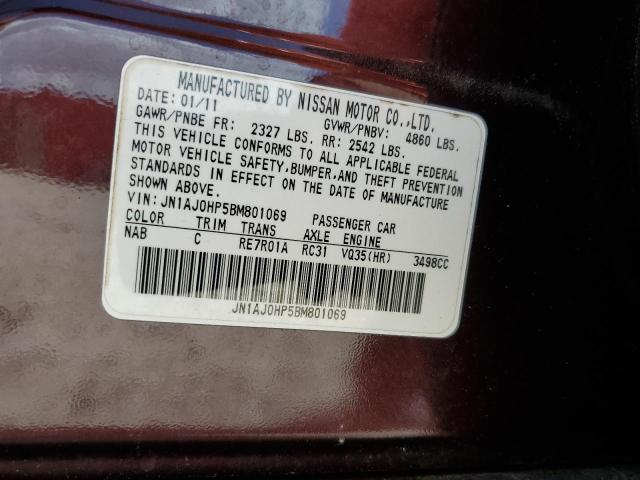 MANUFACTURED BY NISSAN MOTOR CO.,LTD.
DATE: 01/11 GVWR/PNBV: 4860 LBS.
GAWR/PNBE FR: 2327 LBS. RR: 2542 LBS.
THIS VEHICLE CONFORMS TO ALL APPLICABLE FEDERAL
MOTOR VEHICLE SAFETY,BUMPER,AND THEFT PREVENTION
STANDARDS IN EFFECT ON THE DATE OF MANUFACTURE
SHOWN ABOVE.
VIN: JN1AJ0HP5BM801069 PASSENGER CAR
COLOR TRIM TRANS AXLE ENGINE
NAB C RE7R01A RC31 VQ35(HR) 3498CC
JN1AJ0HP5BM801069